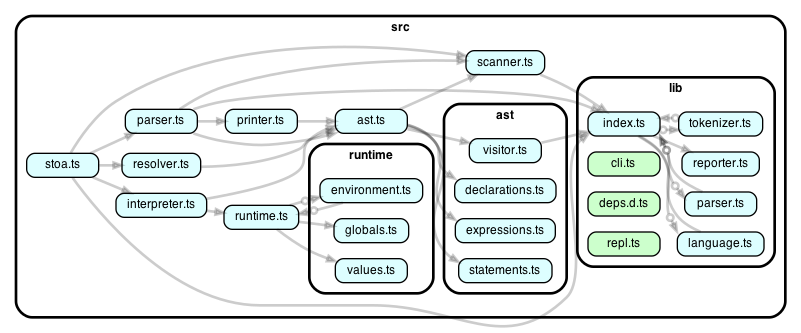 src
scanner.ts
lib
parser.ts
printer.ts
ast.ts
ast
index.ts
tokenizer.ts
stoa.ts
resolver.ts
runtime
visitor.ts
cli.ts
reporter.ts
interpreter.ts
runtime.ts
environment.ts
declarations.ts
deps.d.ts
parser.ts
globals.ts
expressions.ts
repl.ts
language.ts
values.ts
statements.ts